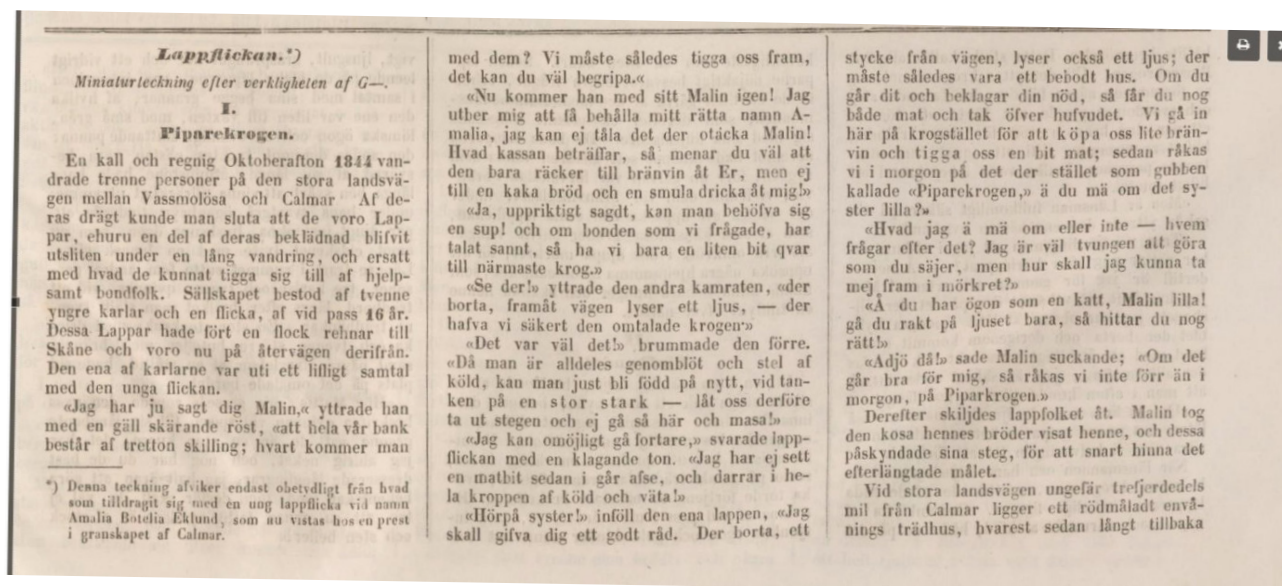 Lappflickan.*)
Miniaturteckning efter verkligheten af G—.
I.
Piparekrogen.
En kall och regnig Oktoberafton 1844 van-
drade trenne personer på den stora landsvä-
gen mellan Vassmolösa och Calmar Af de-
ras drägt kunde man sluta att de voro Lap-
par, ehuru en del af deras beklädnad blifvit
utsliten under en lång vandring, och ersatt
med hvad de kunnat tigga sig till af hjelp-
samt bondfolk. Sällskapet bestod af tvenne
yngre karlar och en flicka, af vid pass 16 år.
Dessa Lappar hade fört en flock rehnar till
Skåne och voro nu på återvägen derifrån.
Den ena af karlarne var uti ett lifligt samtal
med den unga flickan.
«Jag har ju sagt dig Malin,« yttrade han
med en gäll skärande röst, «att hela vår bank
består af tretton skilling; hvart kommer man
*) Denna teckning afviker endast obetydligt från hvad
som tilldragit sig med en ung lappflicka vid namn
Amalia Botelia Eklund, som nu vistas hos en prest
i granskapet af Calmar.
med dem? Vi måste således tigga oss fram,
det kan du väl begripa.«
«Nu kommer han med sitt Malin igen! Jag
utber mig att få behålla mitt rätta namn A-
malia, jag kan ej tåla det der otäcka Malin!
Hvad kassan beträffar, så menar du väl att
den bara räcker till bränvin åt Er, men ej
till en kaka bröd och en smula dricka åt mig!»
«Ja, uppriktigt sagdt, kan man behöfva sig
en sup! och om bonden som vi frågade, har
talat sannt, så ha vi bara en liten bit qvar
till närmaste krog.»
«Se der!» yttrade den andra kamraten, «der
borta, framåt vägen lyser ett ljus, — der
hafva vi säkert den omtalade krogen·»
«Det var väl det!» brummade den förre.
«Då man är alldeles genomblöt och stel af
köld, kan man just bli född på nytt, vid tan-
ken på en stor stark — låt oss derföre
ta ut stegen och ej gå så här och masa!»
«Jag kan omöjligt gå fortare,» svarade lapp-
flickan med en klagande ton. «Jag har ej sett
en matbit sedan i går afse, och darrar i he-
la kroppen af köld och väta!»
«Hörpå syster!» inföll den ena lappen, «Jag
skall gifva dig ett godt råd. Der borta, ett
stycke från vägen, lyser också ett ljus; der
måste således vara ett bebodt hus. Om du
går dit och beklagar din nöd, så får du nog
både mat och tak öfver hufvudet. Vi gå in
här på krogstället för att köpa oss lite brän-
vin och tigga oss en bit mat; sedan råkas
vi i morgon på det der stället som gubben
kallade «Piparekrogen,» ä du mä om det sy-
ster lilla?»
«Hvad jag ä mä om eller inte — hvem
frågar efter det? Jag är väl tvungen att göra
som du säjer, men hur skall jag kunna ta
mej fram i mörkret?»
«Å du har ögon som en katt, Malin lilla!
gå du rakt på ljuset bara, så hittar du nog
rätt!»
«Adjö då!» sade Malin suckande; «Om det
går bra för mig, så råkas vi inte förr än i
morgon, på Piparekrogen.»
Derefter skiljdes lappfolket åt. Malin tog
den kosa hennes bröder visat henne, och dessa
påskyndade sina steg, för att snart hinna det
efterlängtade målet.
Vid stora landsvägen ungefär trefjerdedels
mil från Calmar ligger ett rödmåladt envå-
nings trädhus, hvarest sedan långt tillbaka